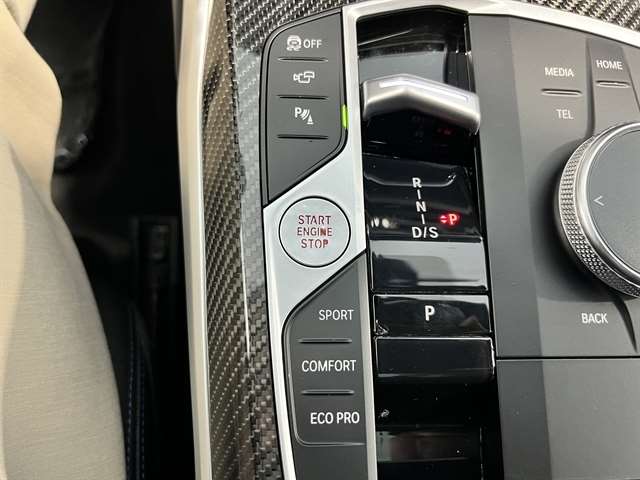 OFF
P
START
ENGINE
STOP
SPORT
COMFORT
ECO PRO
R
N
D/S
P
P
MEDIA
HOME
TEL
BACK